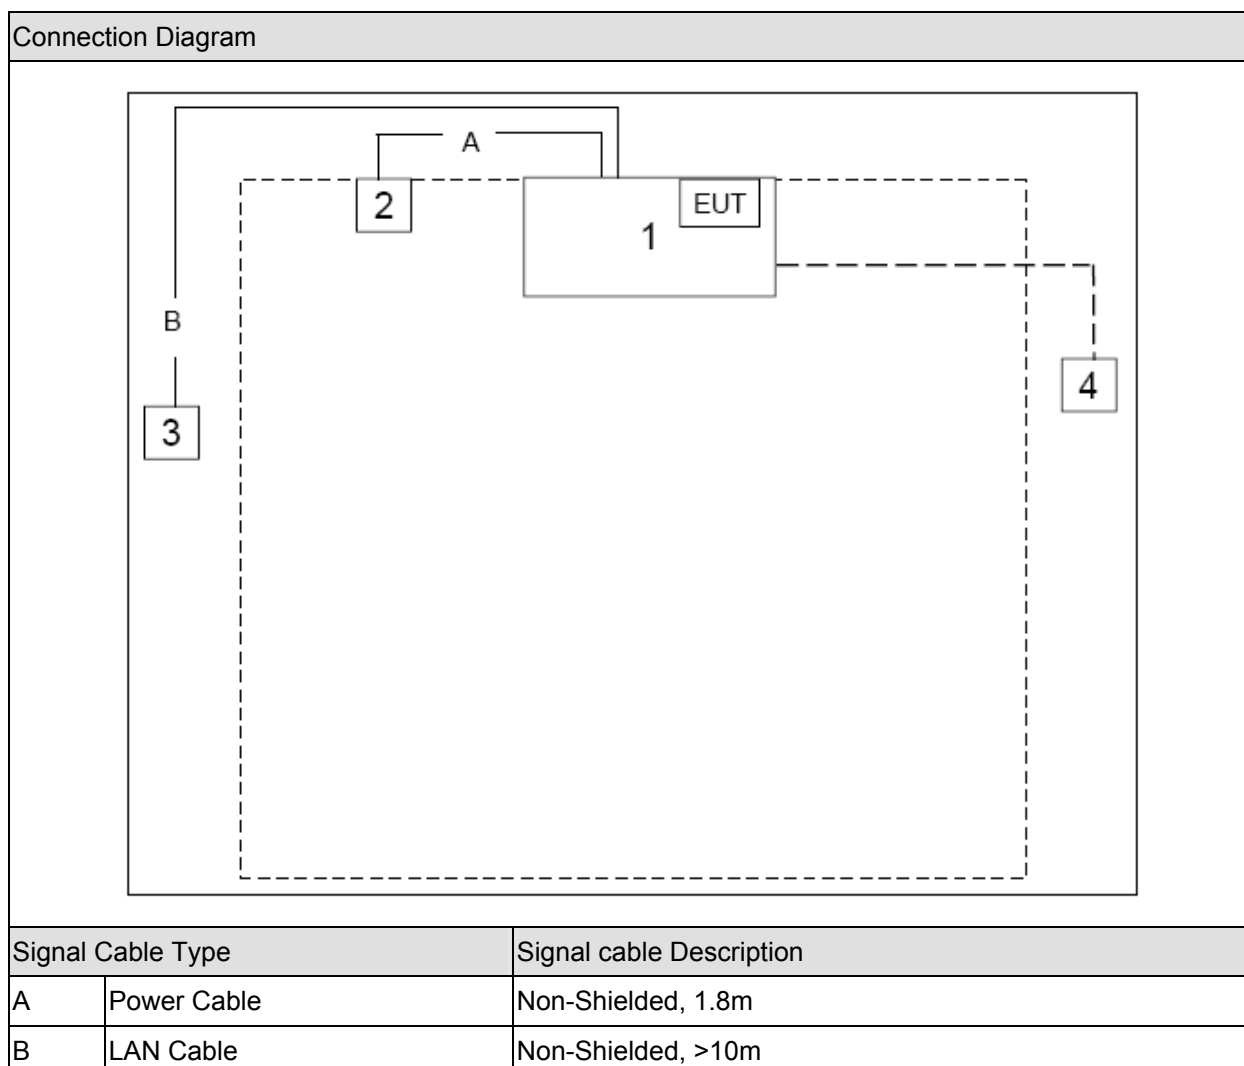 Connection Diagram
A
2
EUT
1
B
4
3
Signal Cable Type Signal cable Description
A Power Cable Non-Shielded, 1.8m
B LAN Cable Non-Shielded, >10m